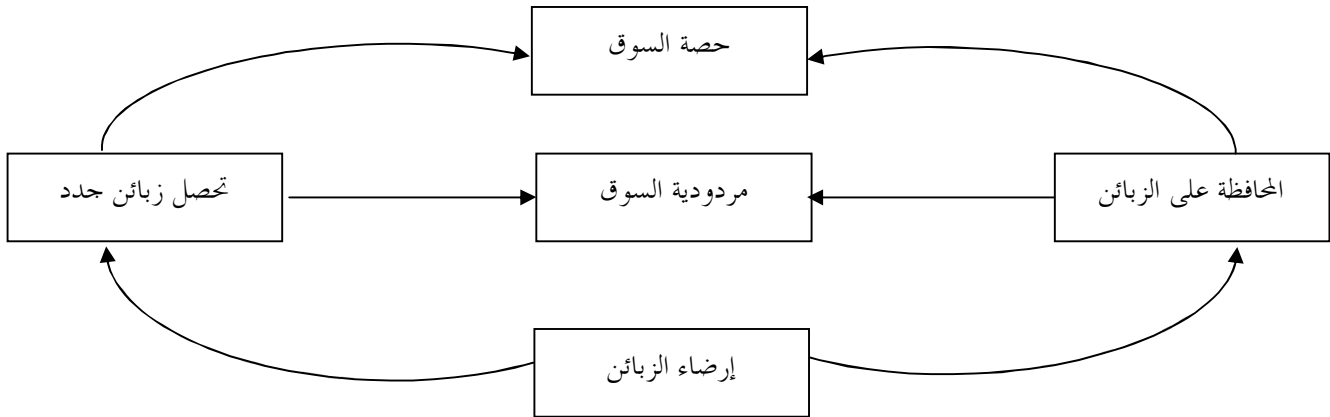 حصة السوق
المحافظة على الزبائن
مردودية السوق
تحصل زبائن جدد
إرضاء الزبائن